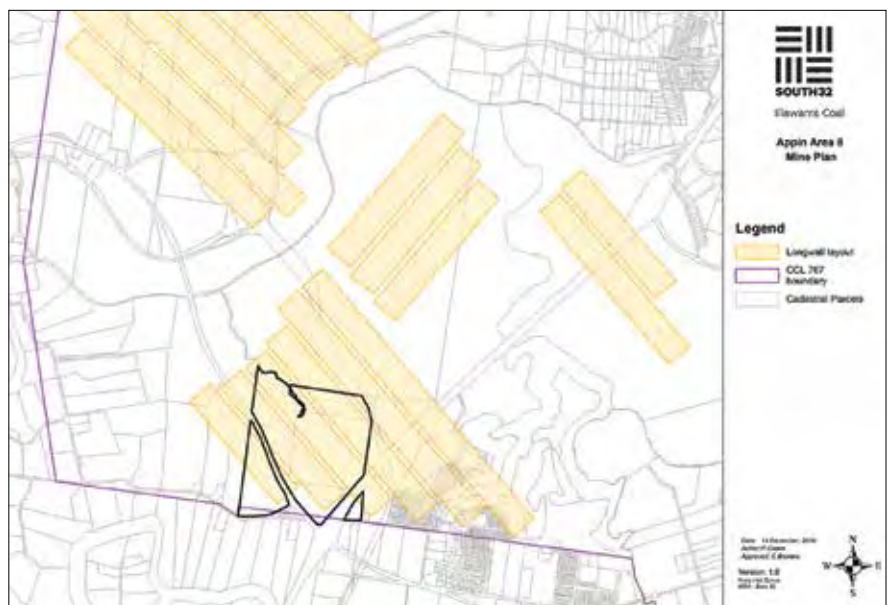 SOUTH32
Illawarra Coal
Appin Area 8
Mine Plan
Legend
Longwall layout
CCL 767
boundary
Cadastral Parcels
Version: 1.0
N
W
E
S